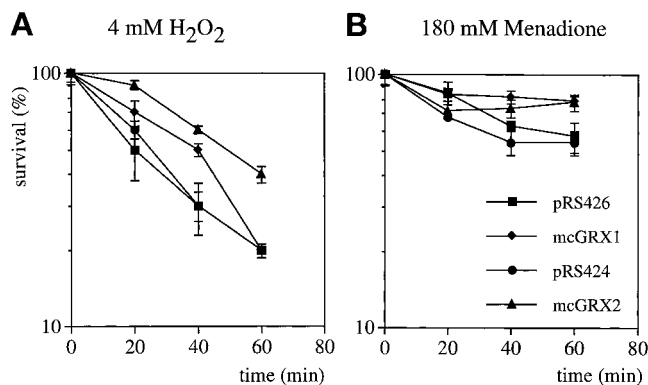 A
4 mM H2O2
survival (%)
100
10
0
20
40
60
80
time (min)
B
180 mM Menadione
100
10
pRS426
mcGRX1
pRS424
mcGRX2
0
20
40
60
80
time (min)